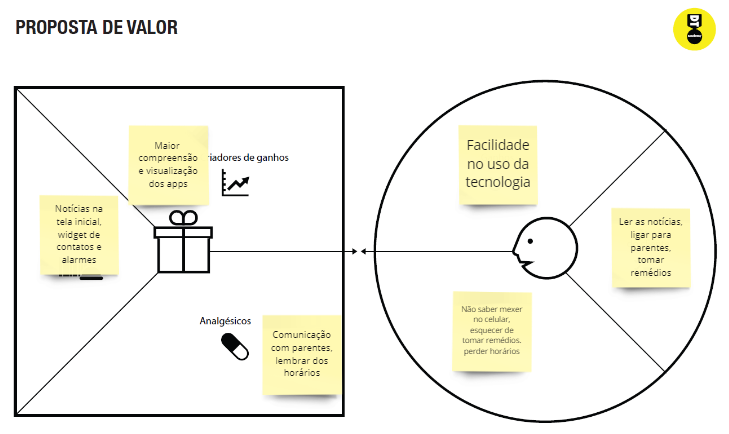 PROPOSTA DE VALOR
DT
Maior
compreensão
e visualização
dos apps
riadores de ganhos
Notícias na
tela inicial,
widget de
contatos e
alarmes
Analgésicos
Comunicação
com parentes,
lembrar dos
horários
Facilidade
no uso da
tecnologia
Ler as notícias,
ligar para
parentes,
tomar
remédios
Não saber mexer
no celular,
esquecer de
tomar remédios.
perder horários